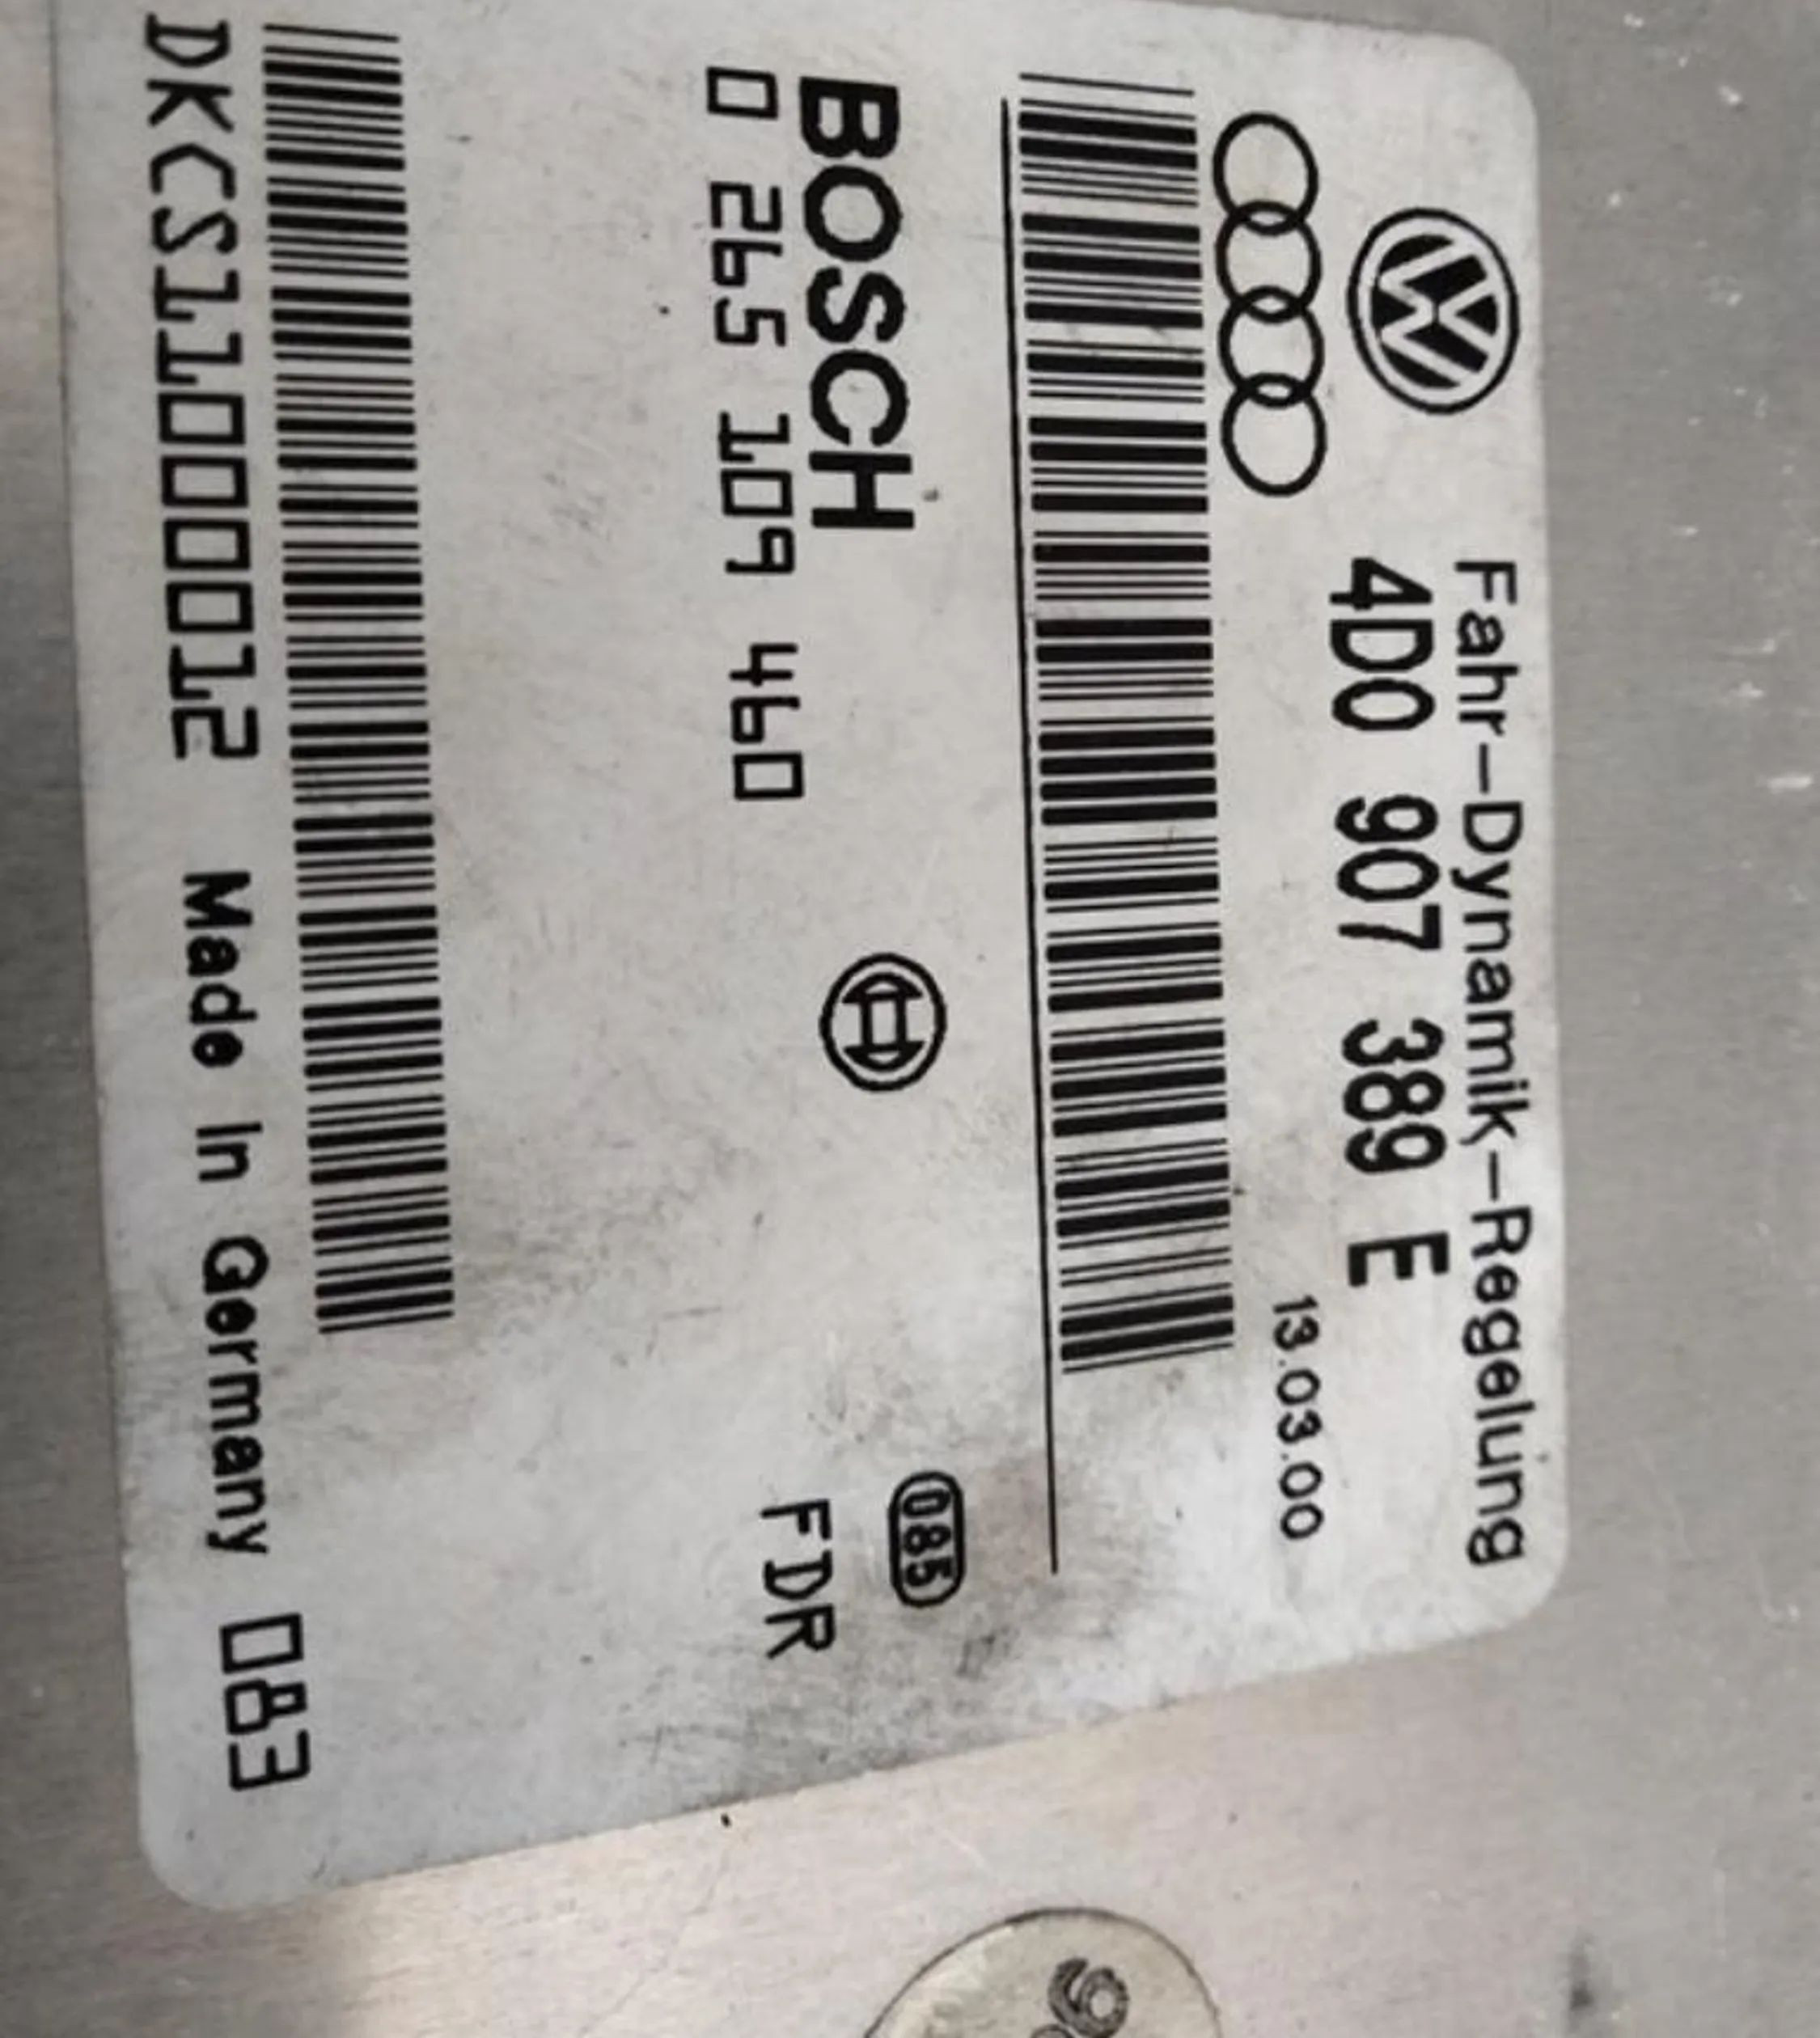 Fahr-Dynamik-Regelung
4D0 907 389 E
13.03.00
BOSCH
085
0 265 109 460
FDR
DKCS1100012 Made In Germany 083